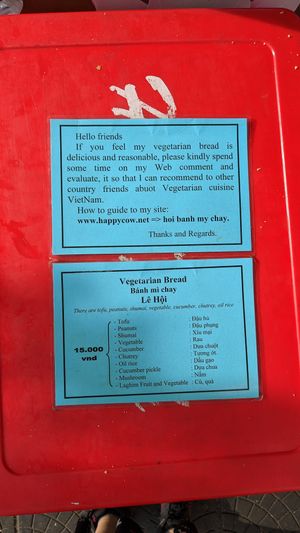 Hello friends
If you feel my vegetarian bread is
delicious and reasonable, please kindly spend
some time on my Web comment and
evaluate, it so that I can recommend to other
country friends abuot Vegetarian cuisine
VietNam.
How to guide to my site:
www.happycow.net => hoi banh my chay.
Thanks and Regards.
Vegetarian Bread
Bánh mì chay
Lê Hội
There are tofu, peanuts, shumai, vegetable, cucumber, chutrey, oil rice
15.000
vnd
- Tofu : Đậu hủ
- Peanuts : Đậu phụng
- Shumai : Xíu mại
- Vegetable : Rau
- Cucumber : Dưa chuột
- Chutrey : Tương ớt
- Oil rice : Dầu gạo
- Cucumber pickle : Dưa chua
- Mushroom : Nấm
- Laghim Fruit and Vegetable : Củ, quả